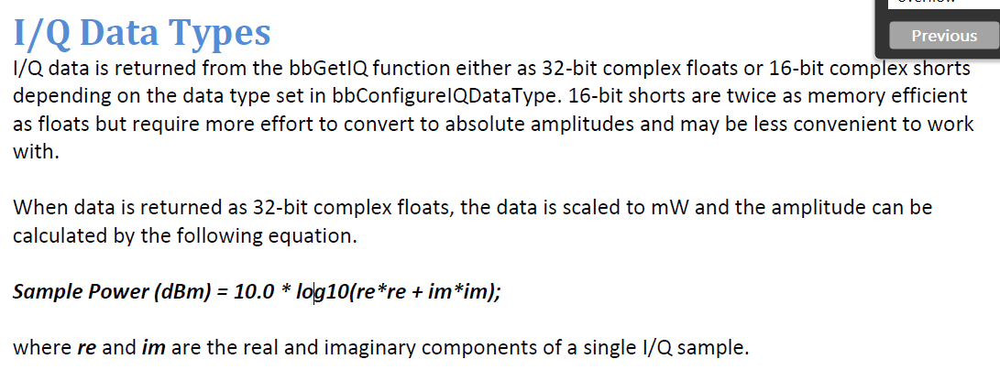 I/Q Data Types
Previous
I/Q data is returned from the bbGetIQ function either as 32-bit complex floats or 16-bit complex shorts
depending on the data type set in bbConfigureIQDataType. 16-bit shorts are twice as memory efficient
as floats but require more effort to convert to absolute amplitudes and may be less convenient to work
with.
When data is returned as 32-bit complex floats, the data is scaled to mW and the amplitude can be
calculated by the following equation.
Sample Power (dBm) = 10.0 * log10(re*re + im*im);
where re and im are the real and imaginary components of a single I/Q sample.